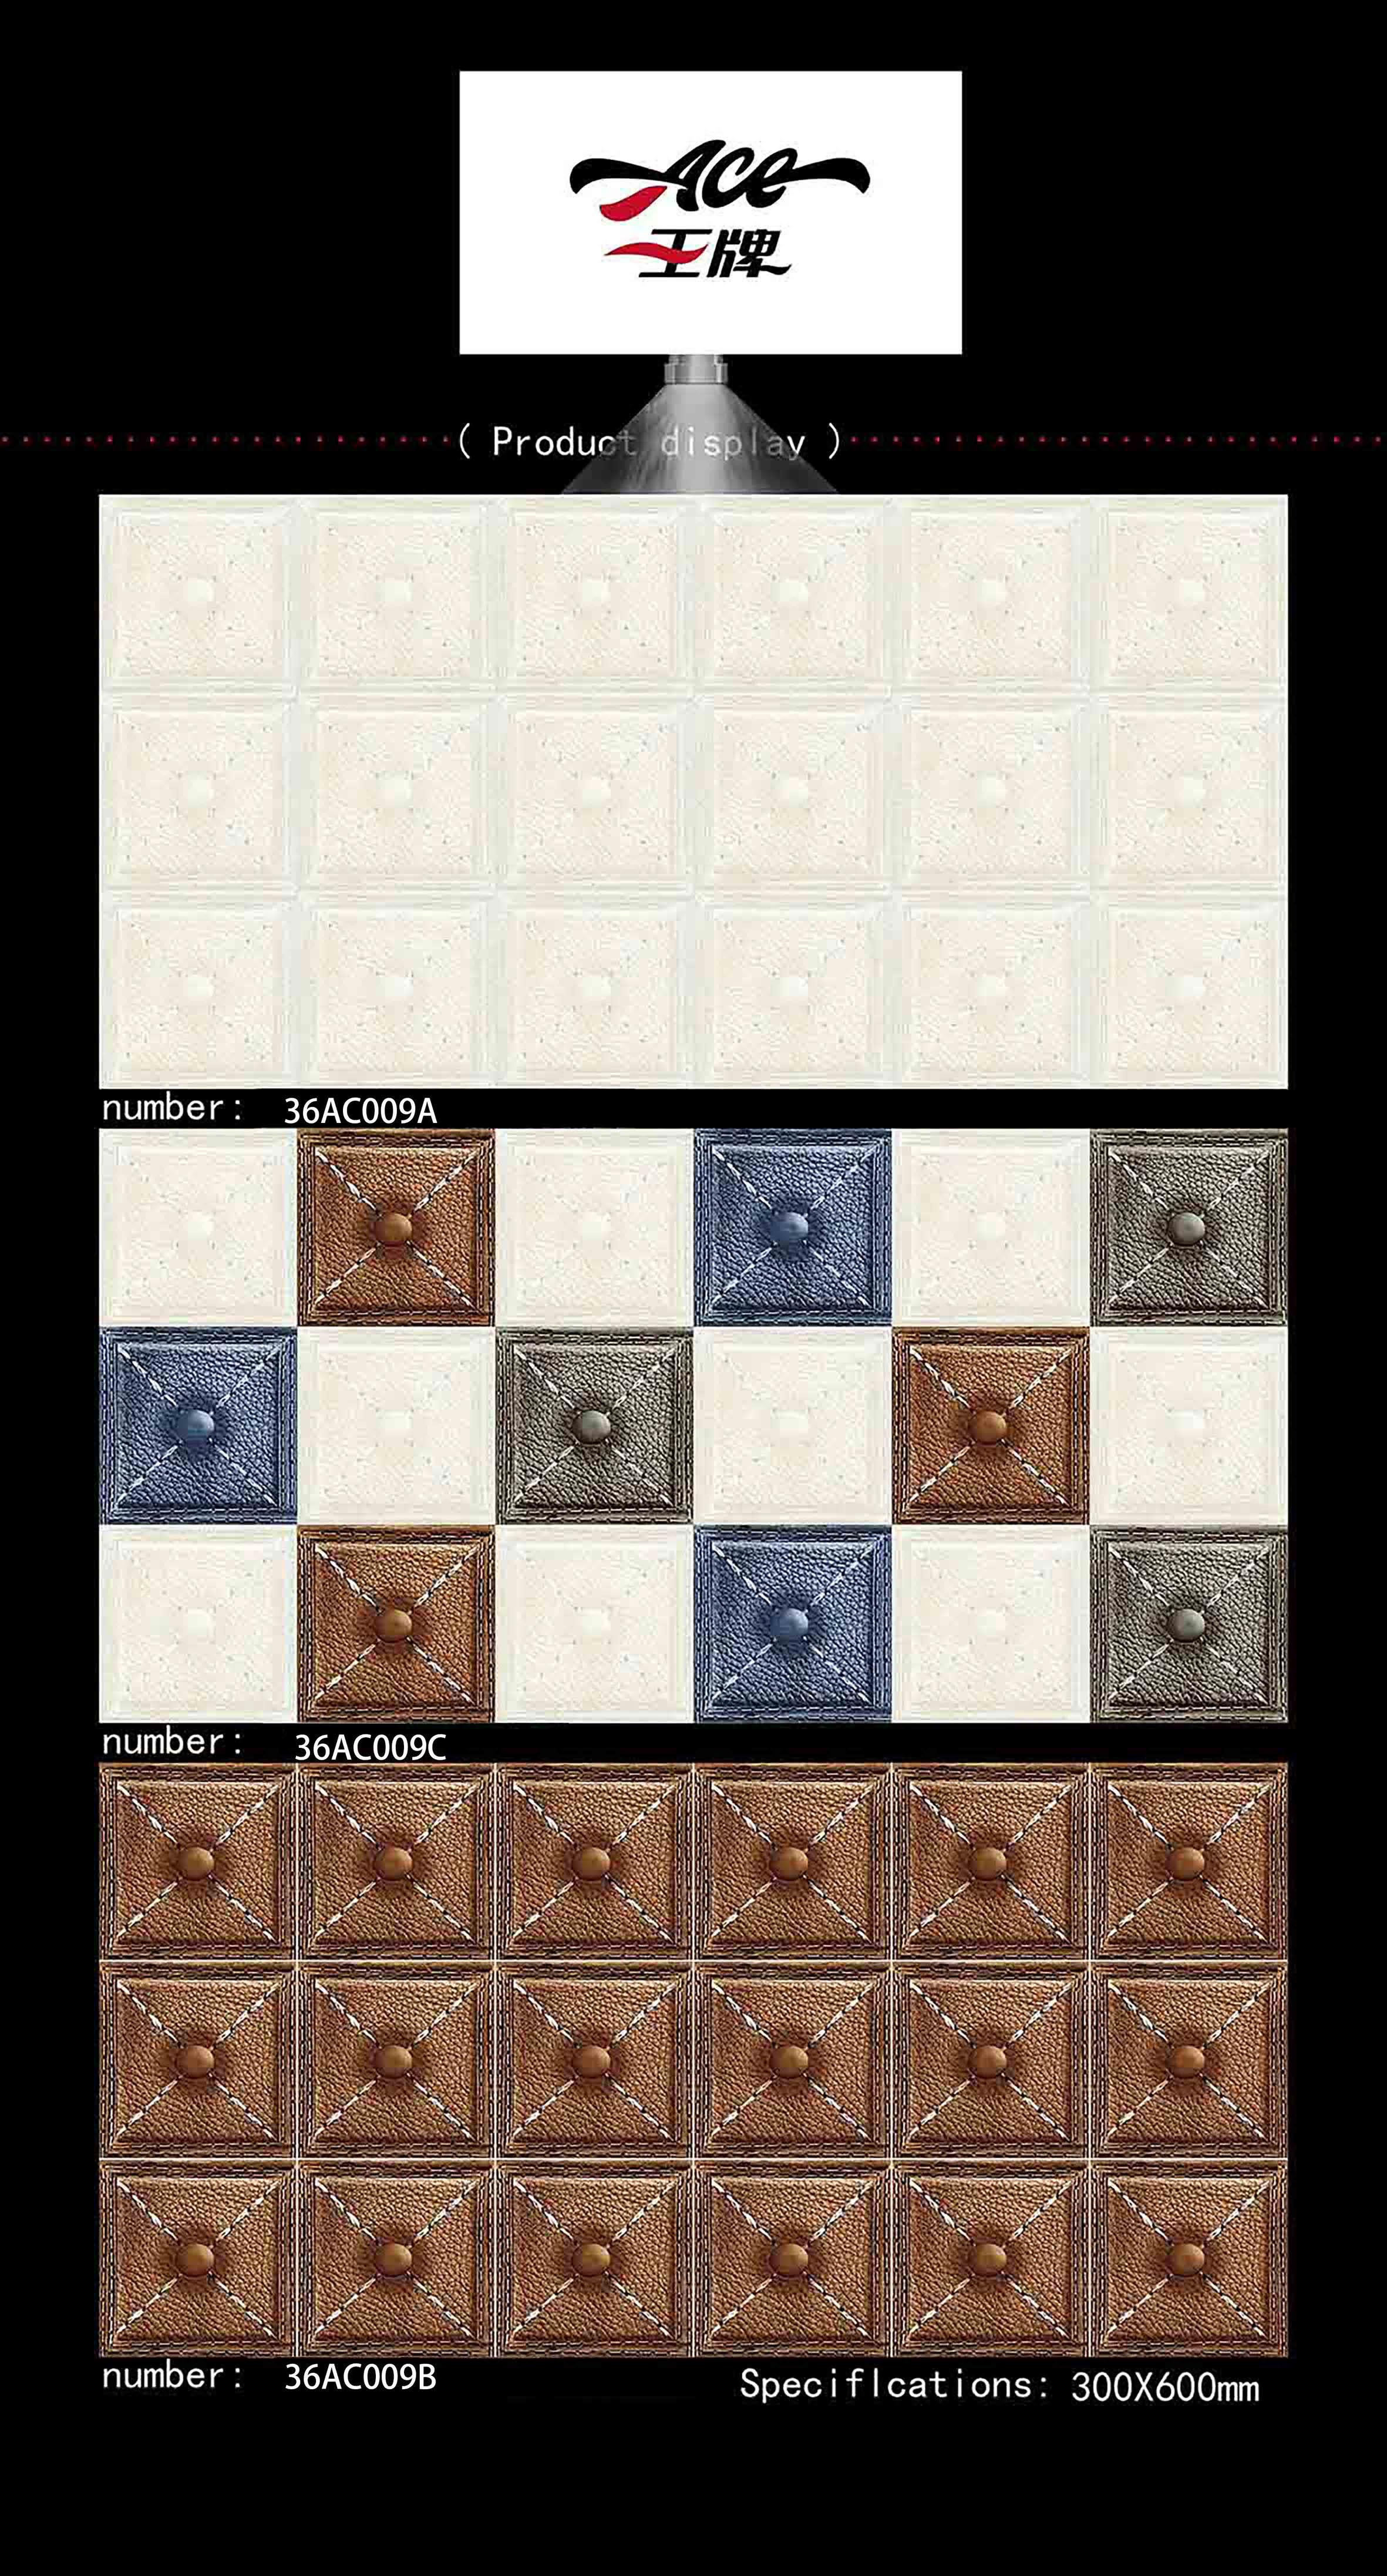 Ace
王牌
( Product display )
number: 36AC009A
number: 36AC009C
number: 36AC009B
Speciflcations: 300X600mm